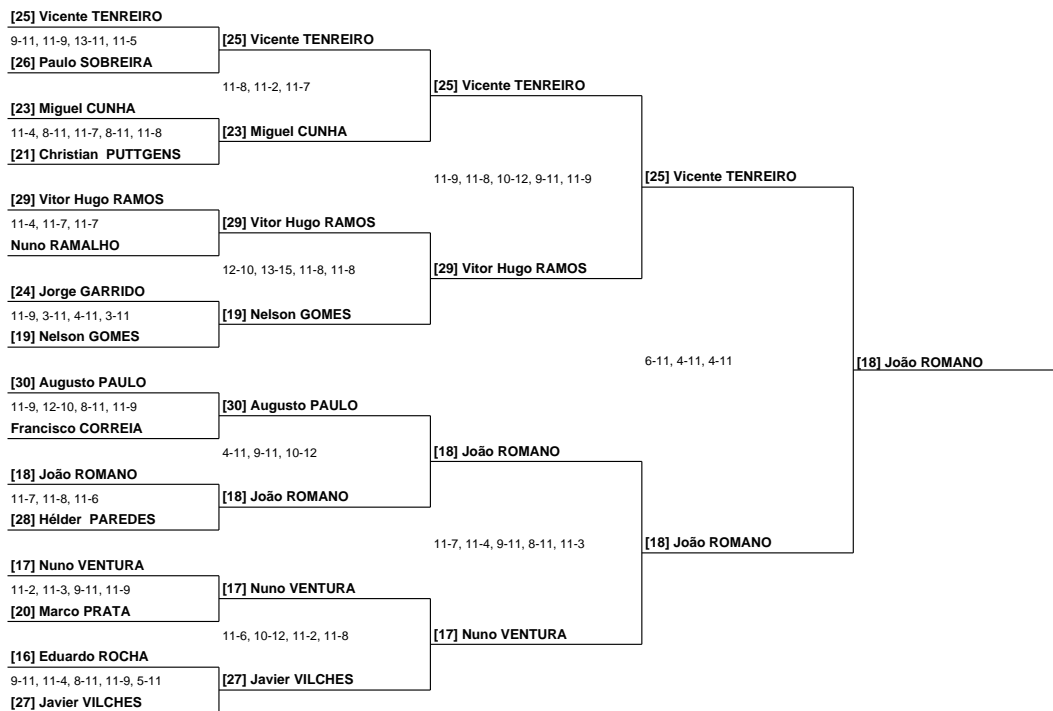 [25] Vicente TENREIRO
9-11, 11-9, 13-11, 11-5
[26] Paulo SOBREIRA
[23] Miguel CUNHA
11-4, 8-11, 11-7, 8-11, 11-8
[21] Christian  PUTTGENS
[29] Vitor Hugo RAMOS
11-4, 11-7, 11-7
Nuno RAMALHO
[24] Jorge GARRIDO
11-9, 3-11, 4-11, 3-11
[19] Nelson GOMES
[30] Augusto PAULO
11-9, 12-10, 8-11, 11-9
Francisco CORREIA
[18] João ROMANO
11-7, 11-8, 11-6
[28] Hélder  PAREDES
[17] Nuno VENTURA
11-2, 11-3, 9-11, 11-9
[20] Marco PRATA
[16] Eduardo ROCHA
9-11, 11-4, 8-11, 11-9, 5-11
[27] Javier VILCHES
[25] Vicente TENREIRO
11-8, 11-2, 11-7
[23] Miguel CUNHA
[29] Vitor Hugo RAMOS
12-10, 13-15, 11-8, 11-8
[19] Nelson GOMES
[30] Augusto PAULO
4-11, 9-11, 10-12
[18] João ROMANO
[17] Nuno VENTURA
11-6, 10-12, 11-2, 11-8
[27] Javier VILCHES
[25] Vicente TENREIRO
11-9, 11-8, 10-12, 9-11, 11-9
[29] Vitor Hugo RAMOS
[18] João ROMANO
11-7, 11-4, 9-11, 8-11, 11-3
[17] Nuno VENTURA
[25] Vicente TENREIRO
6-11, 4-11, 4-11
[18] João ROMANO
[18] João ROMANO